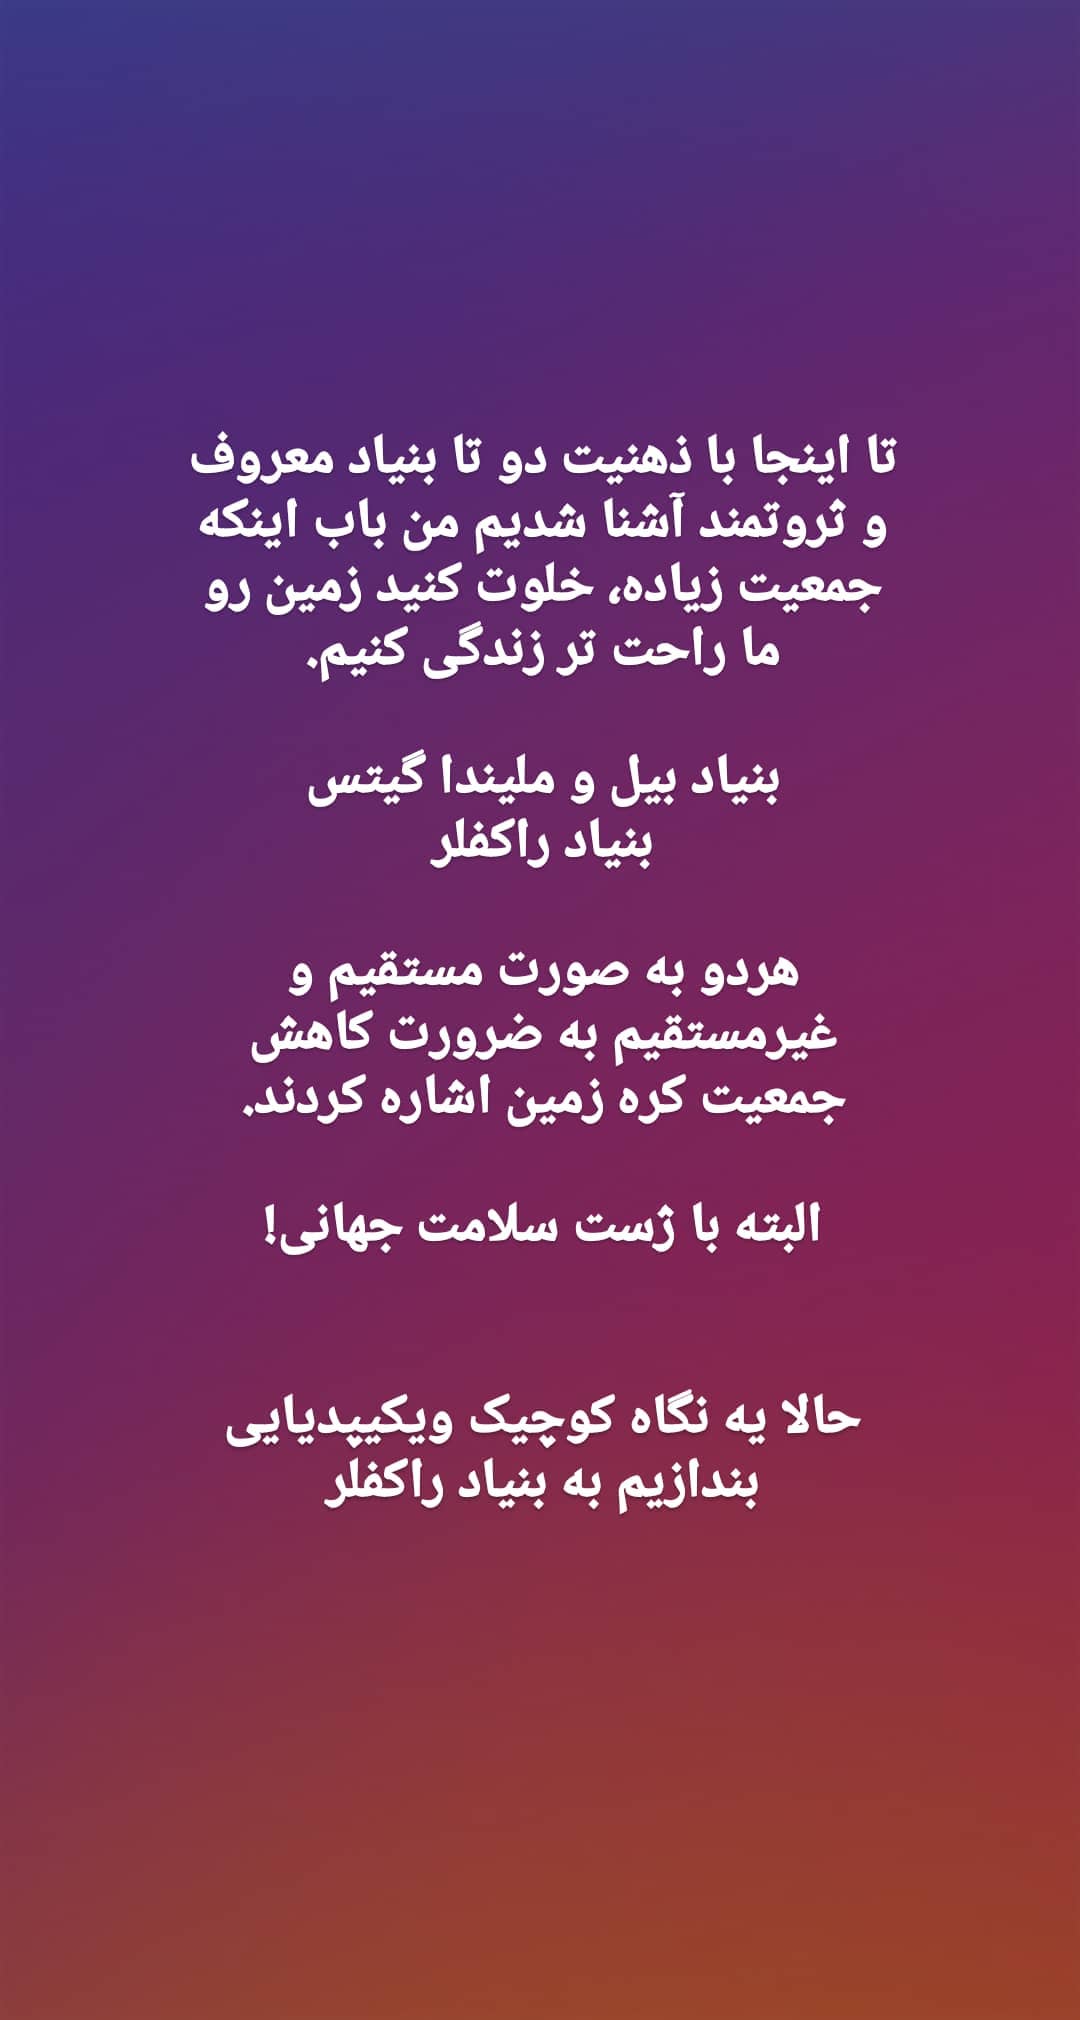 تا اینجا با ذهنیت دو تا بنیاد معروف
و ثروتمند آشنا شدیم من باب اینکه
جمعیت زیاده، خلوت کنید زمین رو
ما راحت تر زندگی کنیم.
بنیاد بیل و ملیندا گیتس
بنیاد راکفلر
هردو به صورت مستقیم و
غیرمستقیم به ضرورت کاهش
جمعیت کره زمین اشاره کردند.
البته با ژست سلامت جهانی!
حالا یه نگاه کوچیک ویکیپدیایی
بندازیم به بنیاد راکفلر